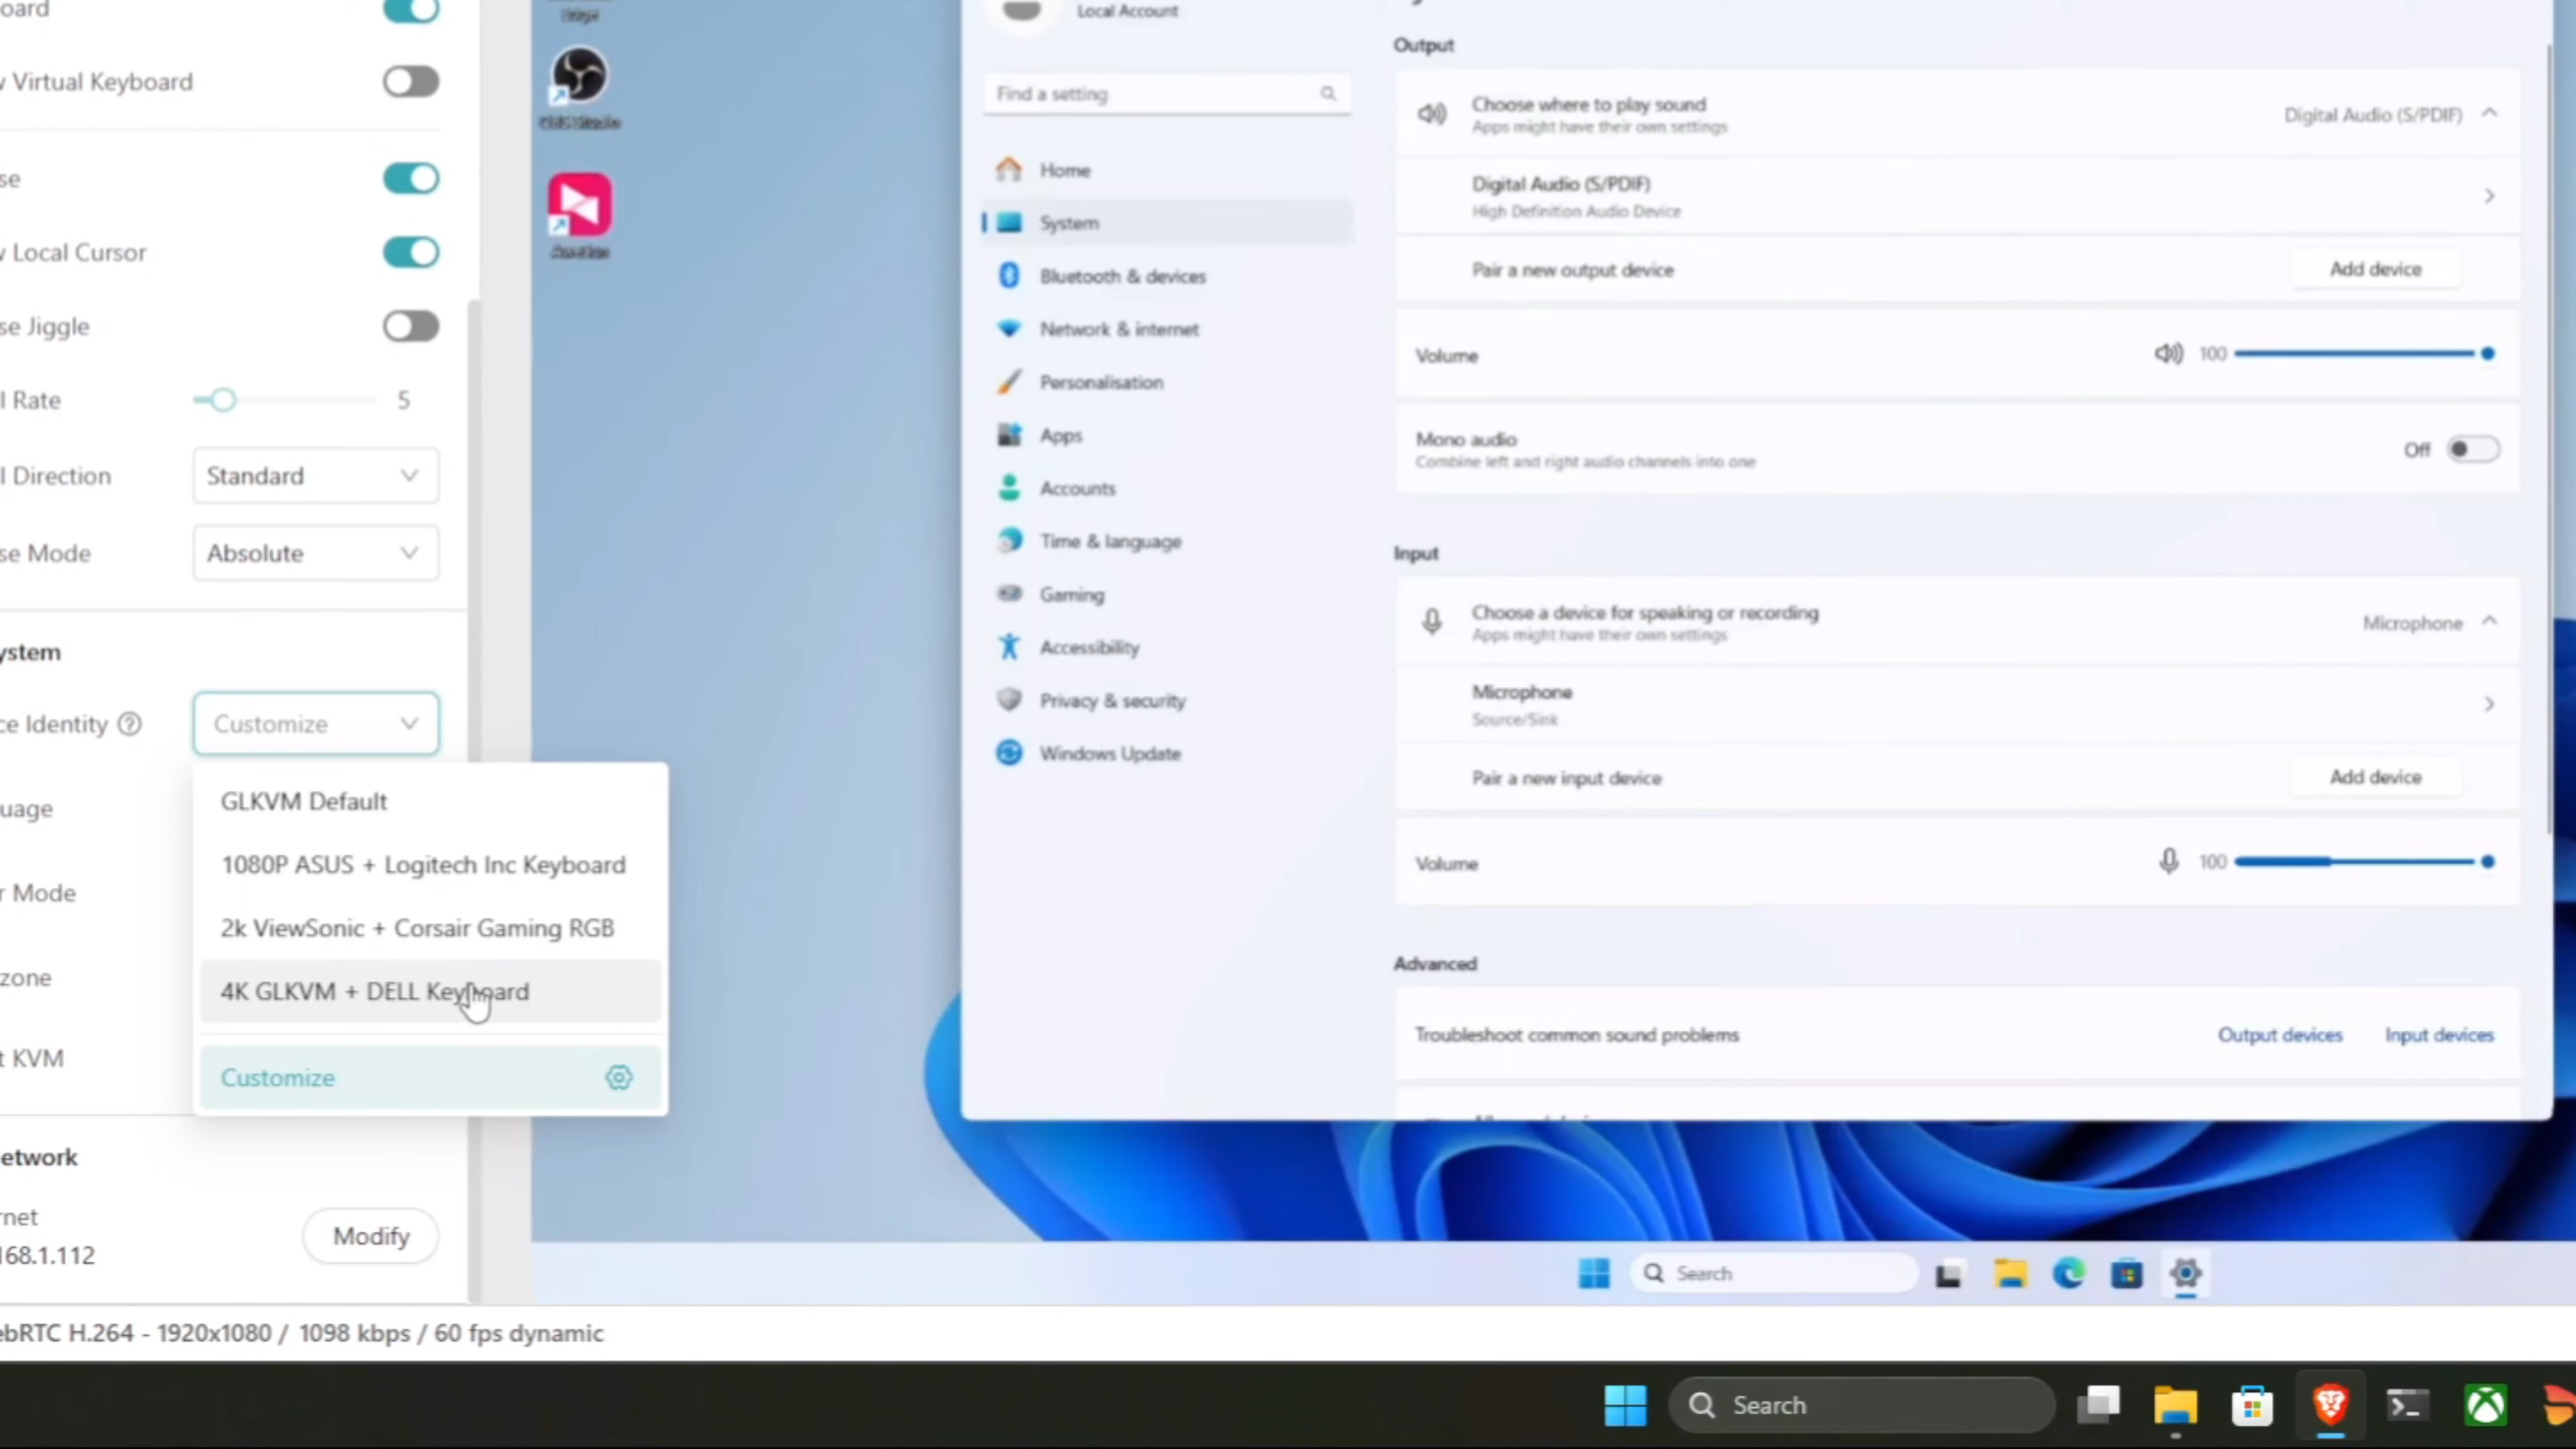 oard
Virtual Keyboard
se
Local Cursor
se Jiggle
l Rate
5
l Direction
Standard
se Mode
Absolute
ystem
ce Identity
Customize
GLKVM Default
1080P ASUS + Logitech Inc Keyboard
2k ViewSonic + Corsair Gaming RGB
4K GLKVM + DELL Keyboard
Customize
uage
r Mode
zone
t KVM
etwork
rnet
168.1.112
Modify
ebRTC H.264 - 1920x1080 / 1098 kbps / 60 fps dynamic
Edge
OBS Studio
Local Account
Find a setting
Home
System
Bluetooth & devices
Network & internet
Personalisation
Apps
Accounts
Time & language
Gaming
Accessibility
Privacy & security
Windows Update
Output
Choose where to play sound
Apps might have their own settings
Digital Audio (S/PDIF)
Digital Audio (S/PDIF)
High Definition Audio Device
Pair a new output device
Add device
Volume
100
Mono audio
Combine left and right audio channels into one
Off
Input
Choose a device for speaking or recording
Apps might have their own settings
Microphone
Microphone
Source/Sink
Pair a new input device
Add device
Volume
100
Advanced
Troubleshoot common sound problems
Output devices
Input devices
Search
Search